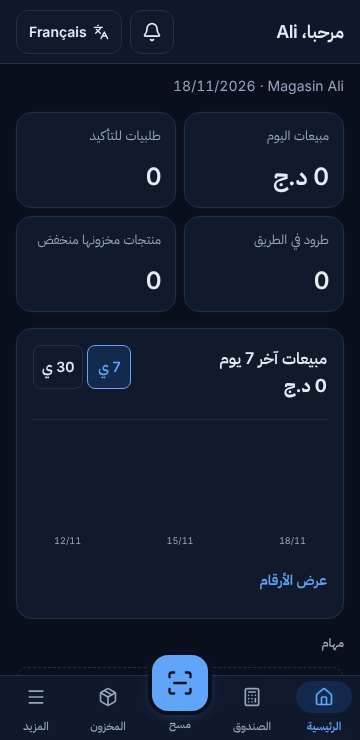 مرحبا، Ali
Français
18/11/2026 · Magasin Ali
مبيعات اليوم
0 د.ج
طلبيات للتأكيد
0
طرود في الطريق
0
منتجات مخزونها منخفض
0
مبيعات آخر 7 يوم
0 د.ج
7 ي
30 ي
18/11
15/11
12/11
عرض الأرقام
مهام
الرئيسية
الصندوق
مسح
المخزون
المزيد